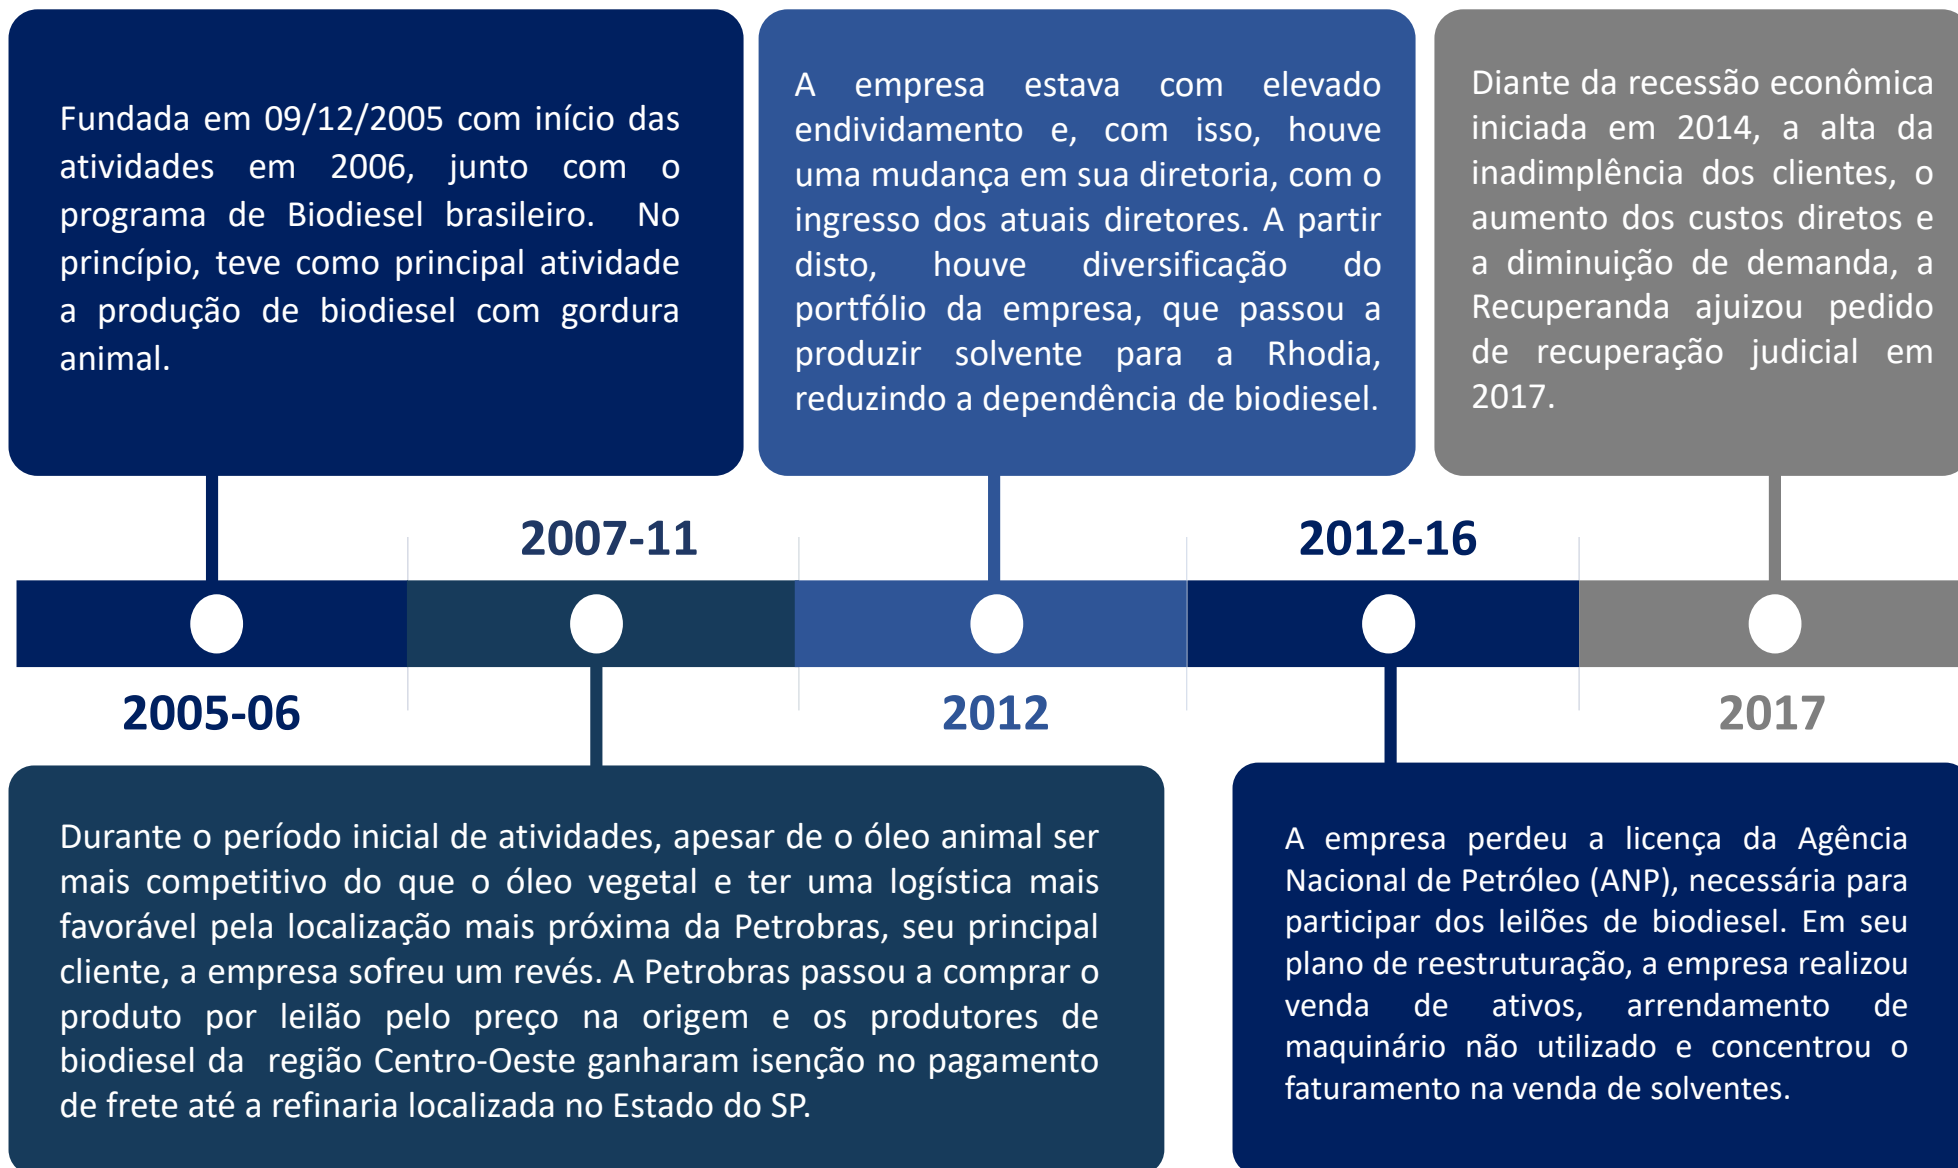 Fundada em 09/12/2005 com início das
atividades em 2006, junto com o
programa de Biodiesel brasileiro. No
princípio, teve como principal atividade
a produção de biodiesel com gordura
animal.
A empresa estava com elevado
endividamento e, com isso, houve
uma mudança em sua diretoria, com o
ingresso dos atuais diretores. A partir
disto, houve diversificação do
portfólio da empresa, que passou a
produzir solvente para a Rhodia,
reduzindo a dependência de biodiesel.
Diante da recessão econômica
iniciada em 2014, a alta da
inadimplência dos clientes, o
aumento dos custos diretos e
a diminuição de demanda, a
Recuperanda ajuizou pedido
de recuperação judicial em
2017.
2007-11
2012-16
2005-06
2012
2017
Durante o período inicial de atividades, apesar de o óleo animal ser
mais competitivo do que o óleo vegetal e ter uma logística mais
favorável pela localização mais próxima da Petrobras, seu principal
cliente, a empresa sofreu um revés. A Petrobras passou a comprar o
produto por leilão pelo preço na origem e os produtores de
biodiesel da região Centro-Oeste ganharam isenção no pagamento
de frete até a refinaria localizada no Estado do SP.
A empresa perdeu a licença da Agência
Nacional de Petróleo (ANP), necessária para
participar dos leilões de biodiesel. Em seu
plano de reestruturação, a empresa realizou
venda de ativos, arrendamento de
maquinário não utilizado e concentrou o
faturamento na venda de solventes.